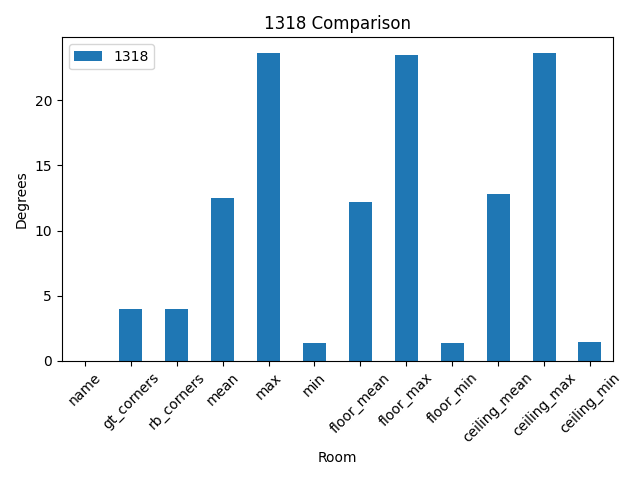 1318 Comparison
1318
Degrees
20
15
10
5
0
name
gt_corners
rb_corners
mean
max
min
floor_mean
floor_max
floor_min
ceiling_mean
ceiling_max
ceiling_min
Room